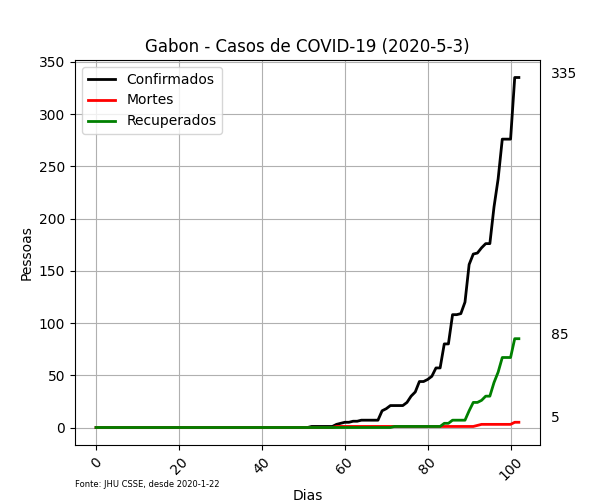 Gabon - Casos de COVID-19 (2020-5-3)
Confirmados
Mortes
Recuperados
350
300
250
200
150
100
50
0
Pessoas
335
85
5
0
20
40
60
80
100
Fonte: JHU CSSE, desde 2020-1-22
Dias